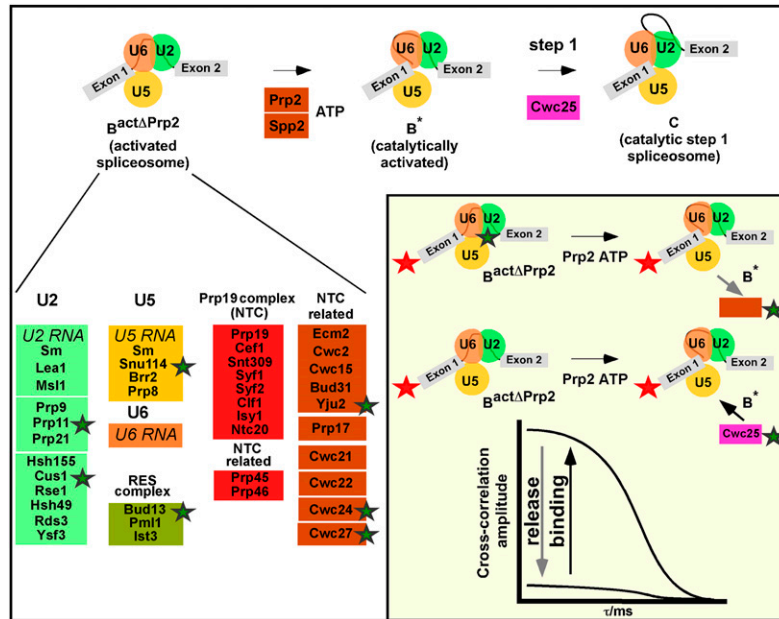 U6 U2
Exon 1
Exon 2
U5
BactΔPrp2
(activated
spliceosome)
Prp2
Spp2
ATP
U6 U2
Exon 1
Exon 2
U5
B*
(catalytically
activated)
step 1
Cwc25
U6 U2
Exon 2
Exon 1
U5
C
(catalytic step 1
spliceosome)
U2
U2 RNA
Sm
Lea1
Msl1
Prp9
Prp11
Prp21
Hsh155
Cus1
Rse1
Hsh49
Rds3
Ysf3
U5
U5 RNA
Sm
Snu114
Brr2
Prp8
U6
U6 RNA
RES
complex
Bud13
Pml1
Ist3
Prp19 complex
(NTC)
Prp19
Cef1
Snt309
Syf1
Syf2
Clf1
Isy1
Ntc20
NTC
related
Prp45
Prp46
NTC
related
Ecm2
Cwc2
Cwc15
Bud31
Yju2
Prp17
Cwc21
Cwc22
Cwc24
Cwc27
U6 U2
Exon 1
Exon 2
U5
BactΔPrp2
Prp2 ATP
U6 U2
Exon 1
Exon 2
U5
B*
U6 U2
Exon 1
Exon 2
U5
BactΔPrp2
Prp2 ATP
U6 U2
Exon 1
Exon 2
U5
B*
Cwc25
Cross-correlation
amplitude
release
binding
τ/ms